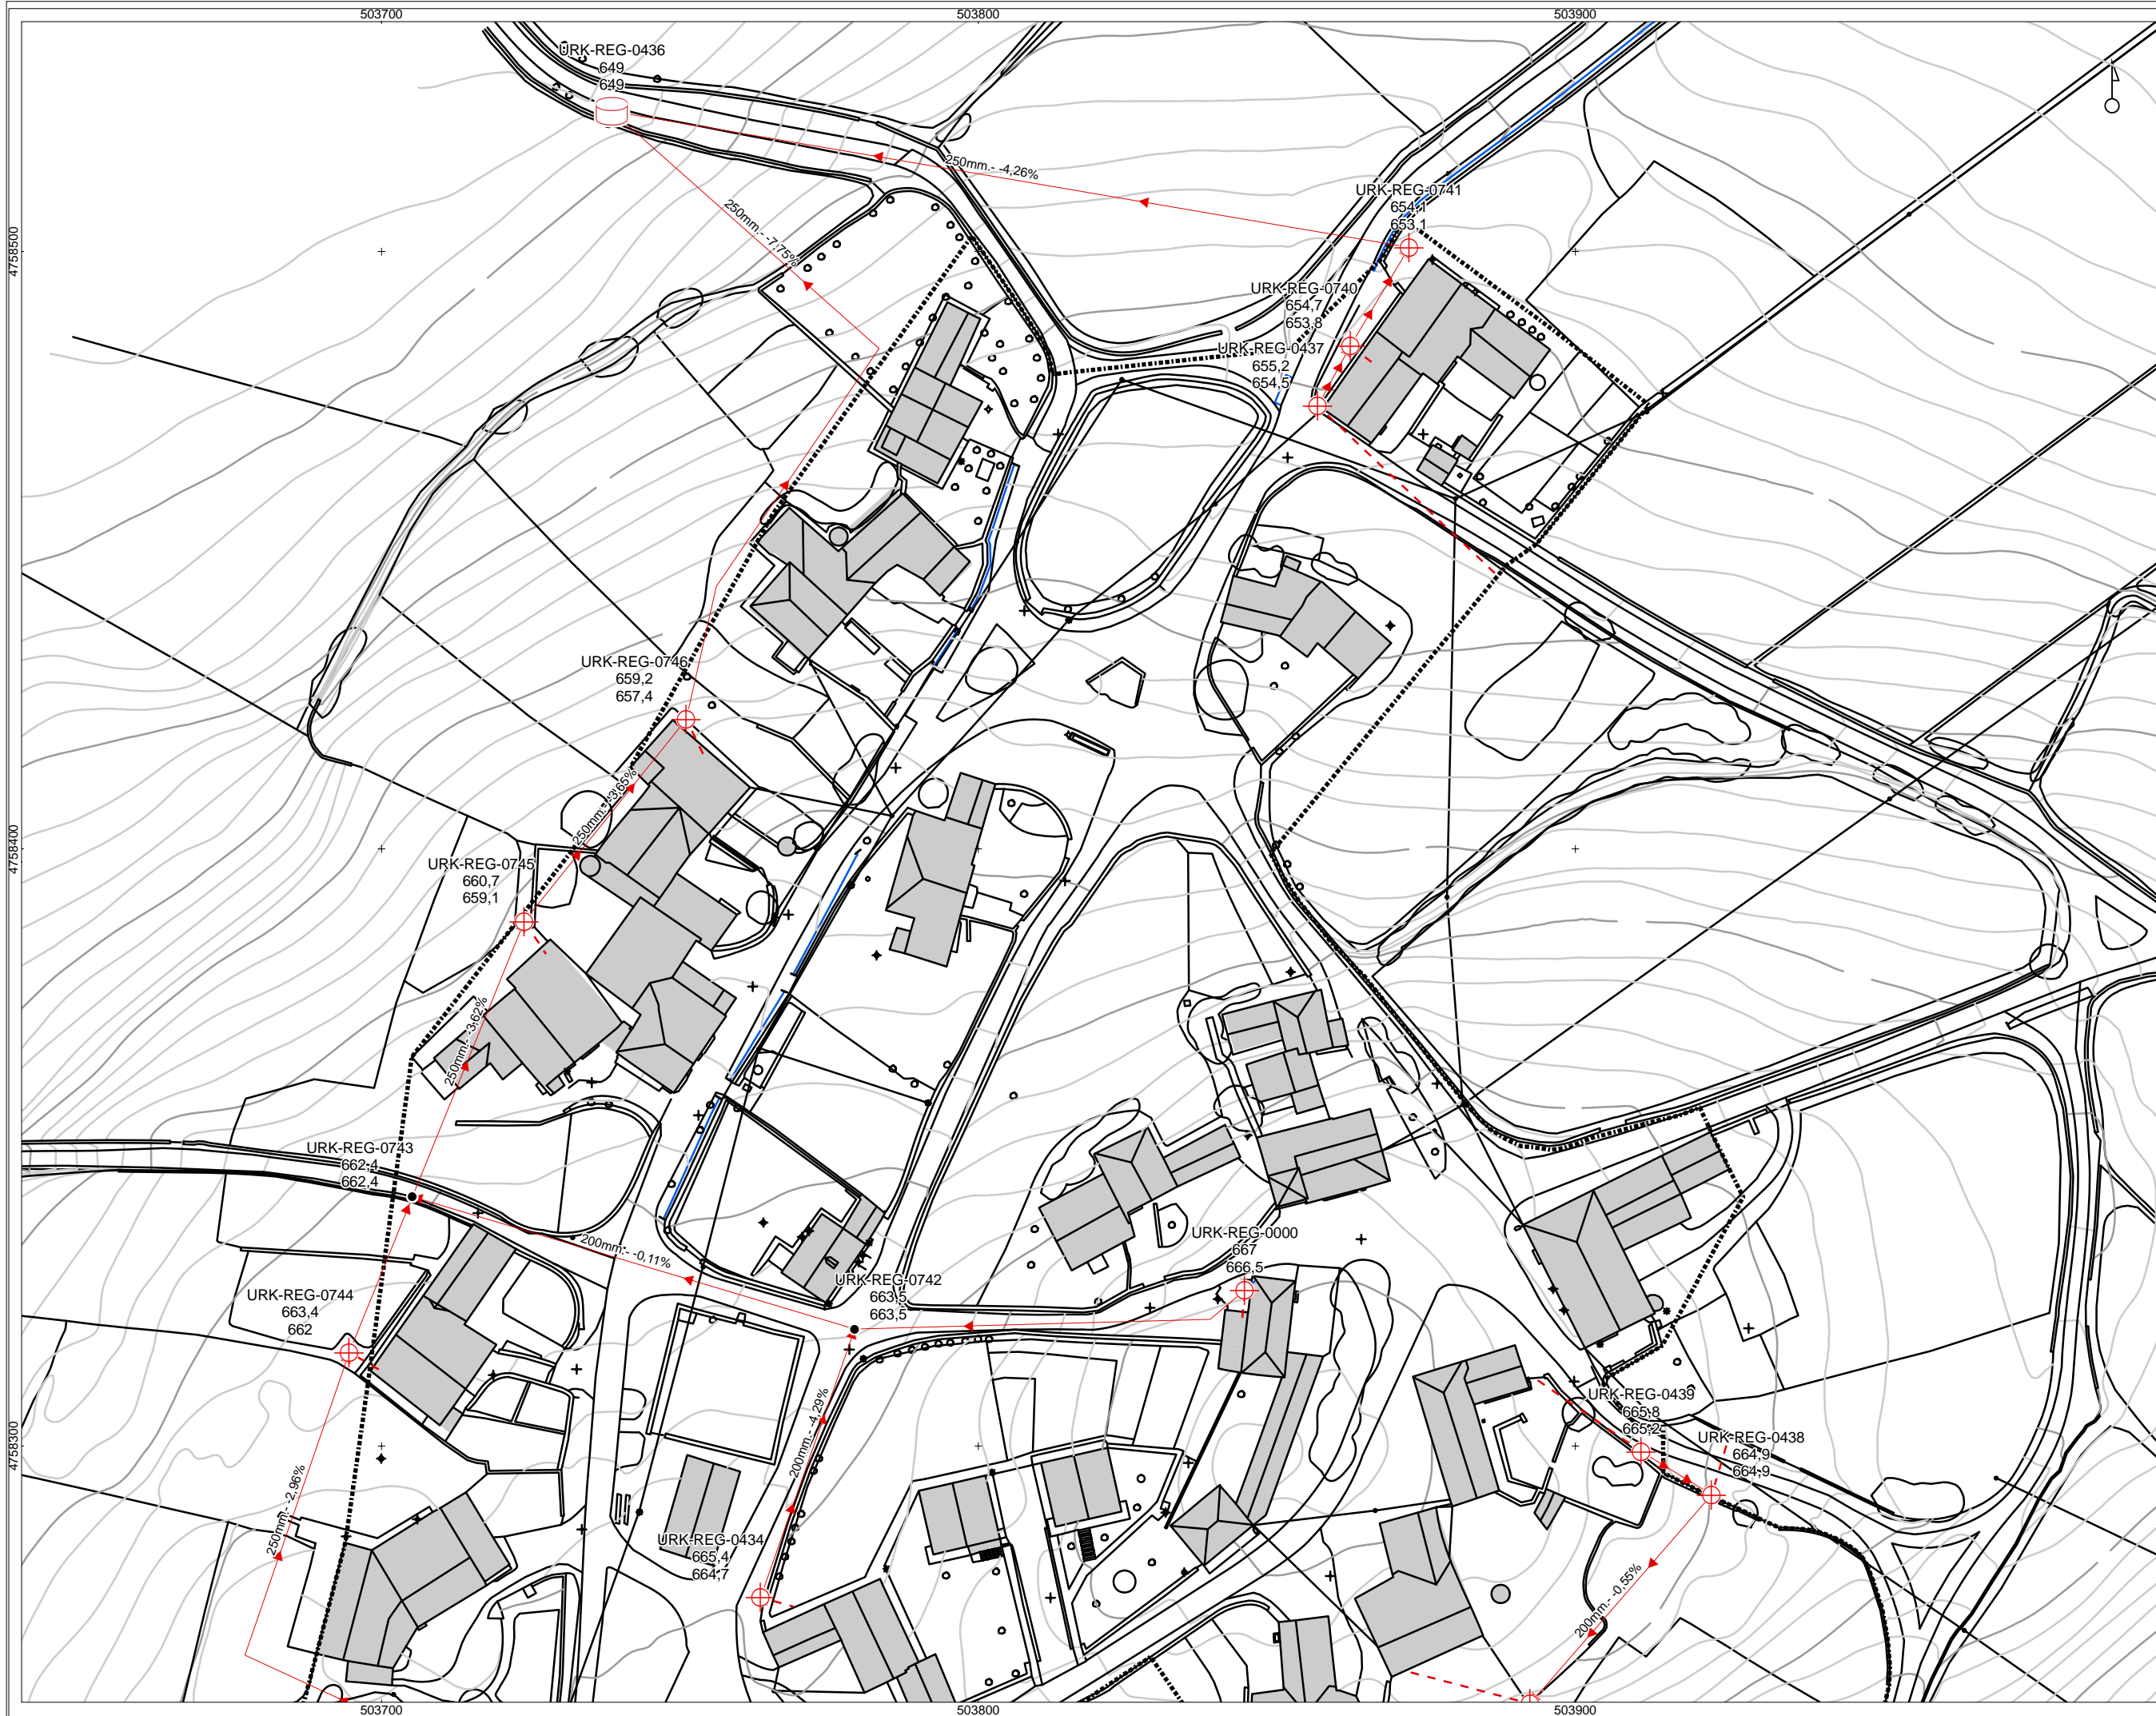 503700
503800
503900
URK-REG-0436
649
649
250mm.- -4,26%
URK-REG-0741
654,1
653,1
250mm.- -7,75%
4758500
URK-REG-0740
654,7
653,8
URK-REG-0437
655,2
654,5
URK-REG-0746
659,2
657,4
250mm.- -3,65%
4758400
URK-REG-0745
660,7
659,1
250mm.- -3,62%
URK-REG-0743
662,4
662,4
URK-REG-0000
667
666,5
200mm.- -0,11%
URK-REG-0742
663,5
663,5
URK-REG-0744
663,4
662
URK-REG-0439
665,8
665,2
URK-REG-0438
664,9
664,9
4758300
200mm.- -4,29%
250mm.- -2,96%
URK-REG-0434
665,4
664,7
200mm.- -0,55%
503700
503800
503900